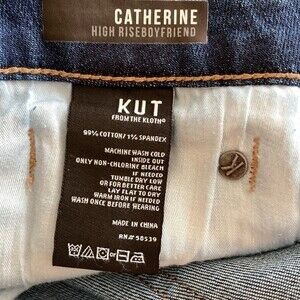 CATHERINE
HIGH RISEBOYFRIEND
KUT
FROM THE KLOTH®
99% COTTON/1% SPANDEX
MACHINE WASH COLD
INSIDE OUT
ONLY NON-CHLORINE BLEACH
IF NEEDED
TUMBLE DRY LOW
OR FOR BETTER CARE
LAY FLAT TO DRY
WARM IRON IF NEEDED
WASH ONCE BEFORE WEARING
MADE IN CHINA
RN# 58539
OR